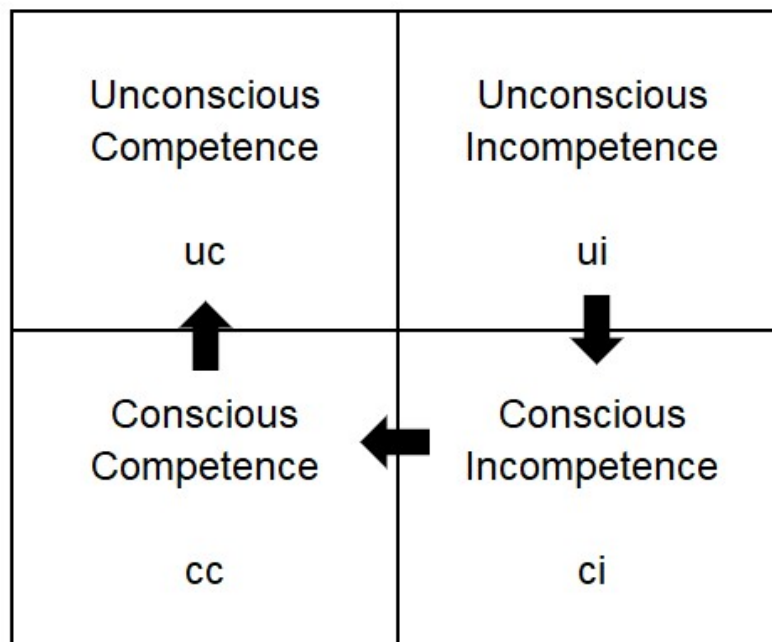 Unconscious
Competence
uc
Unconscious
Incompetence
ui
Conscious
Competence
cc
Conscious
Incompetence
ci